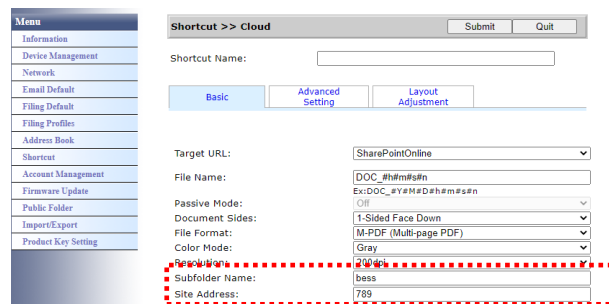 Menu
Information
Device Management
Network
Email Default
Filing Default
Filing Profiles
Address Book
Shortcut
Account Management
Firmware Update
Public Folder
Import/Export
Product Key Setting
Shortcut >> Cloud
Submit
Quit
Shortcut Name:
Basic
Advanced
Setting
Layout
Adjustment
Target URL: SharePointOnline
File Name: DOC_#h#m#s#n
Ex:DOC_#Y#M#D#h#m#s#n
Passive Mode: Off
Document Sides: 1-Sided Face Down
File Format: M-PDF (Multi-page PDF)
Color Mode: Gray
Resolution: 200dpi
Subfolder Name: bess
Site Address: 789